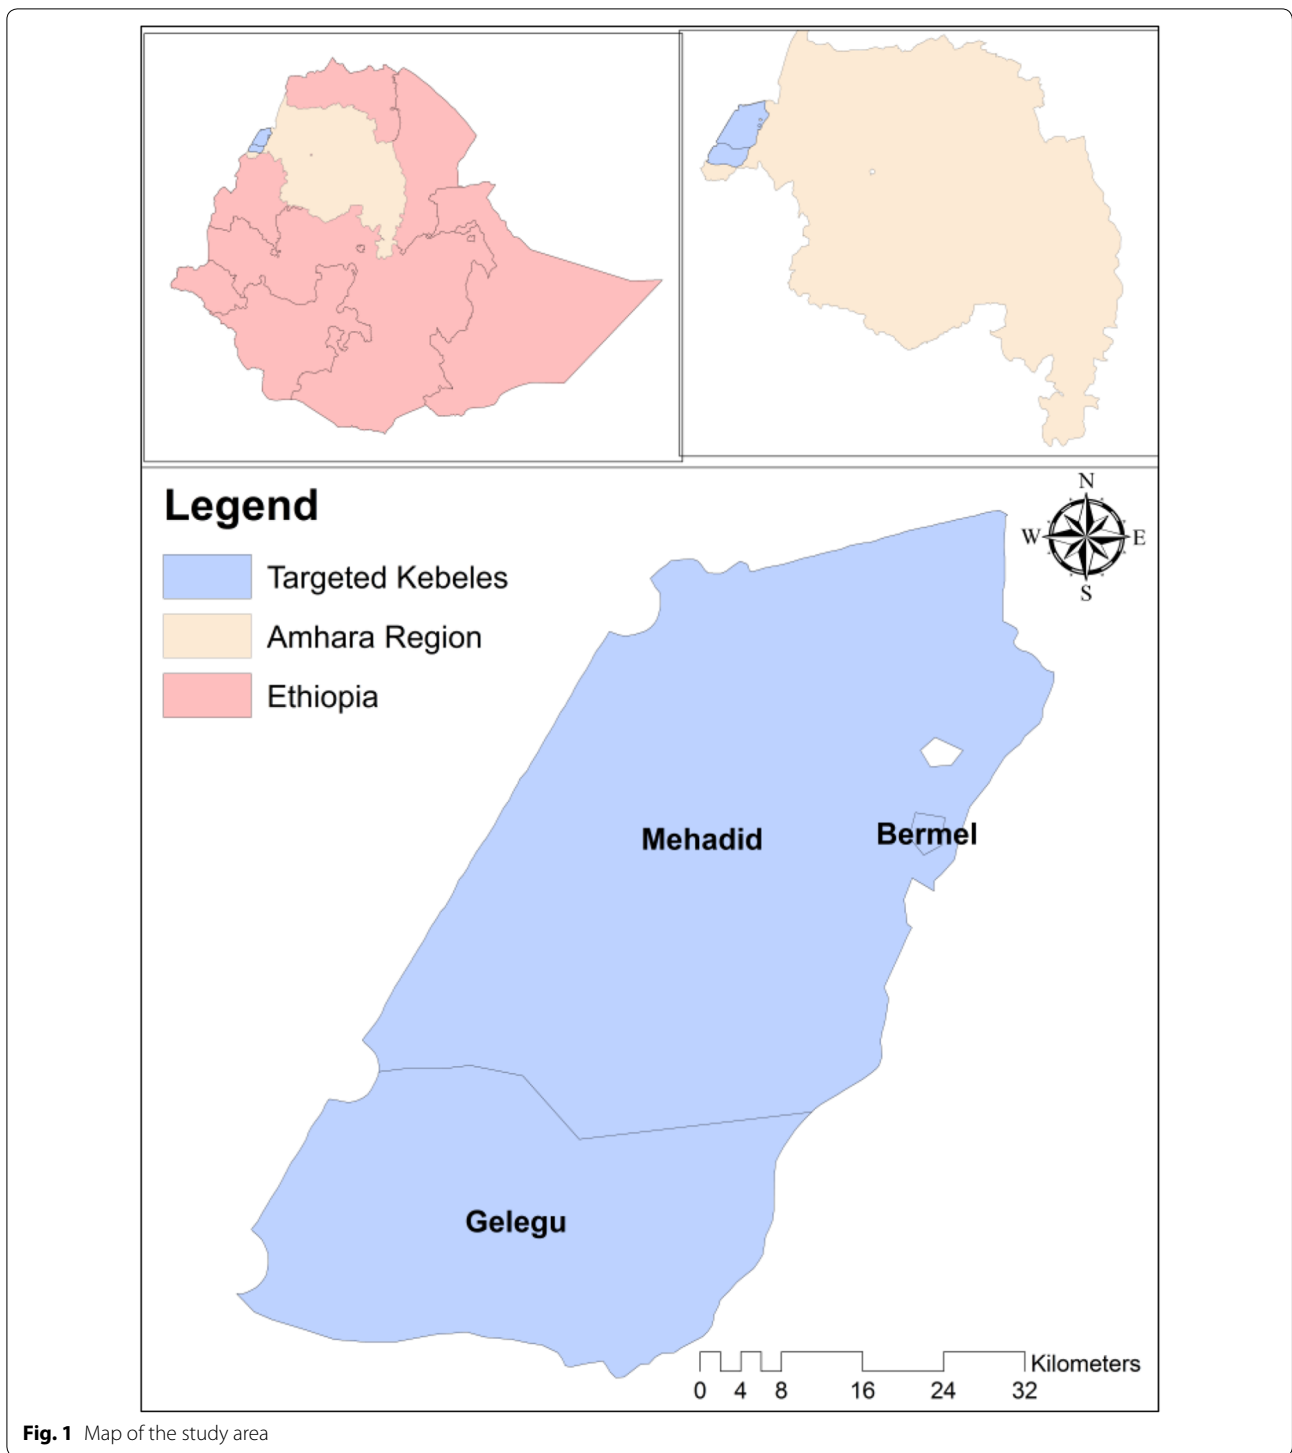 Legend
Targeted Kebeles
Amhara Region
Ethiopia
N
W E
S
Mehadid
Bermel
Gelegu
Kilometers
0 4 8 16 24 32
Fig. 1 Map of the study area